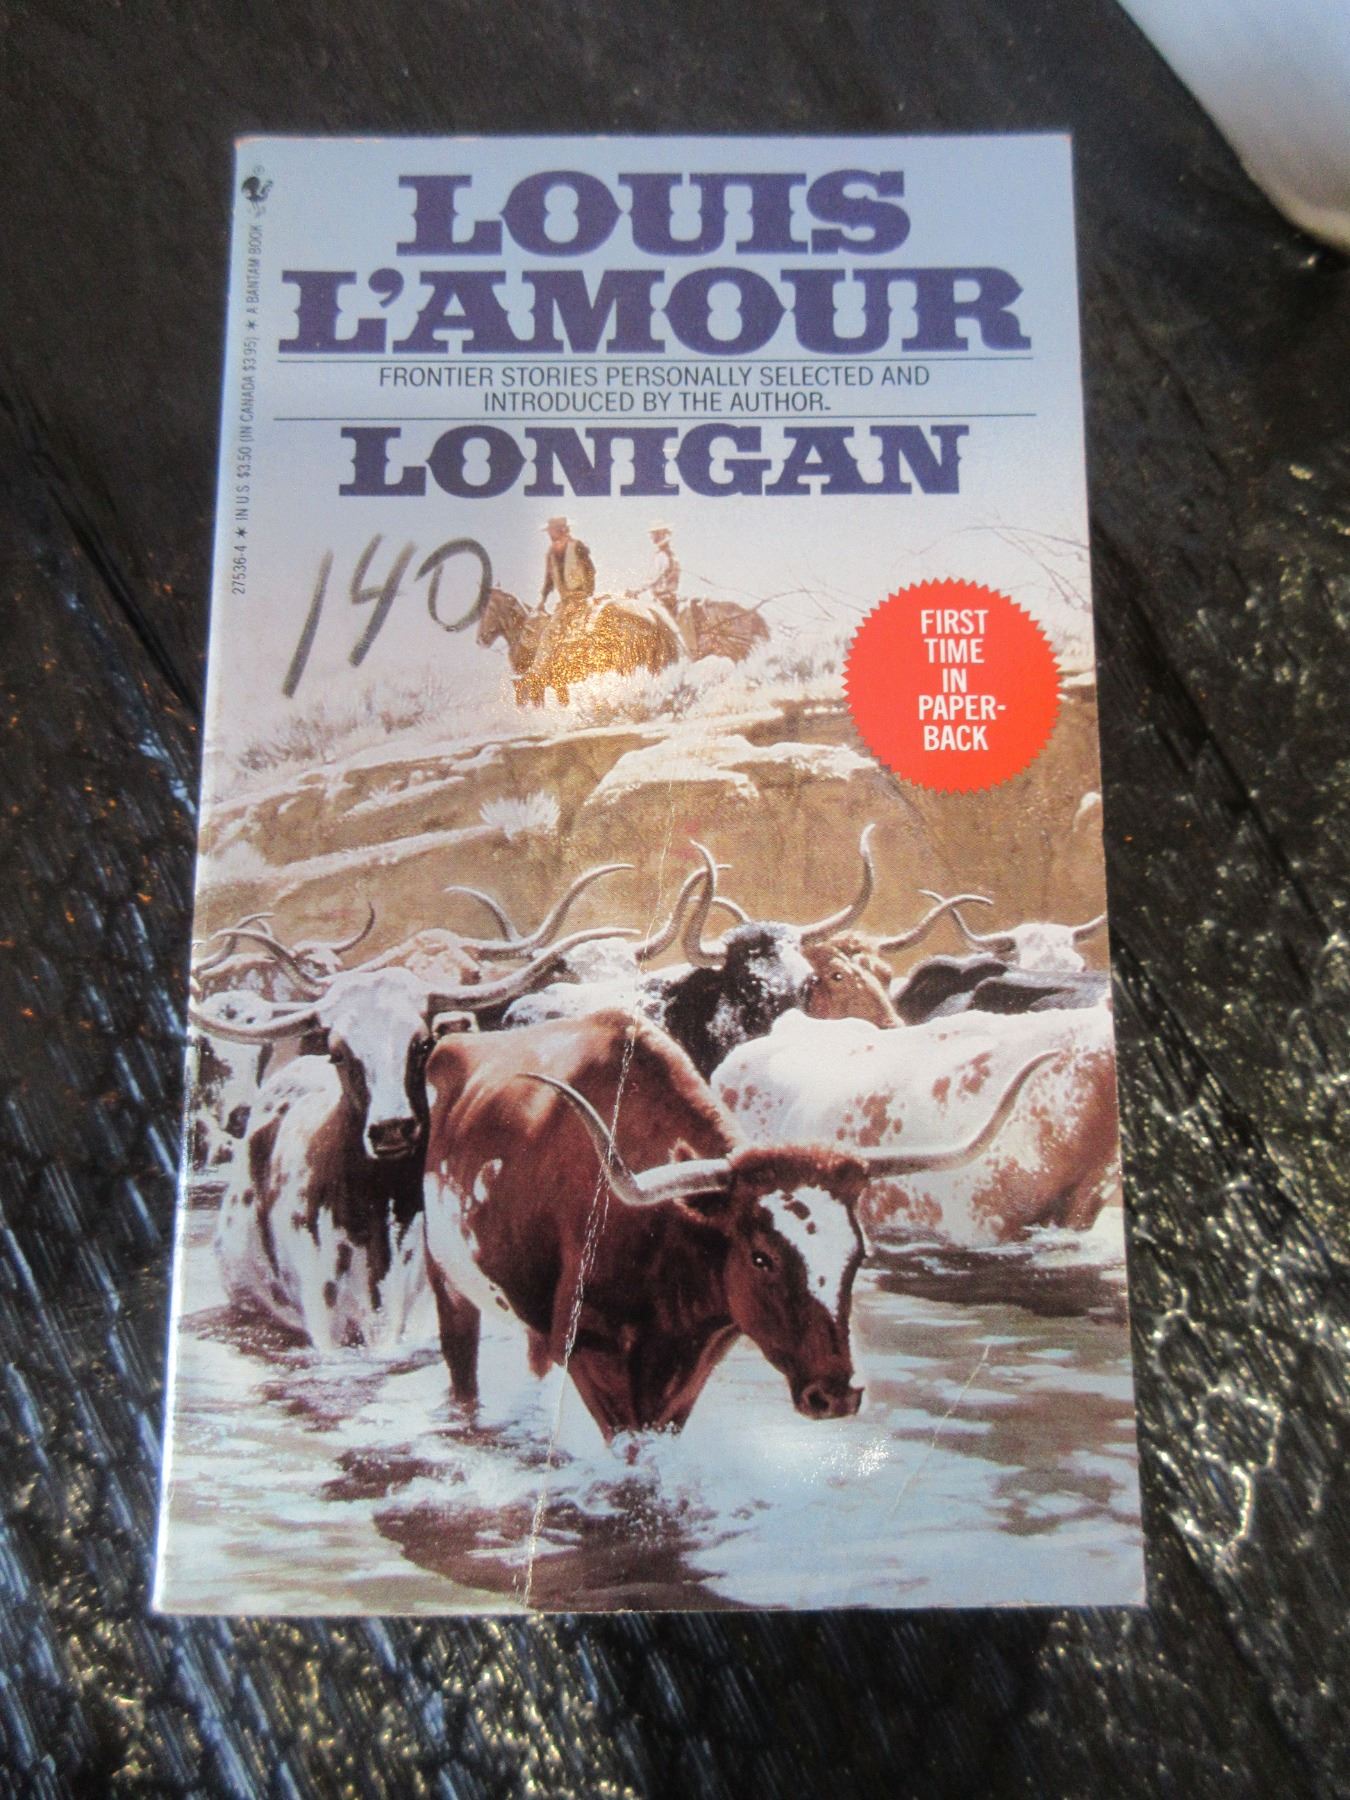 LOUIS
L'AMOUR
FRONTIER STORIES PERSONALLY SELECTED AND
INTRODUCED BY THE AUTHOR.
LONIGAN
140
FIRST
TIME
IN
PAPER-
BACK
27536-4 ★ IN U.S. $3.50 (IN CANADA $3.95) ★ A BANTAM BOOK